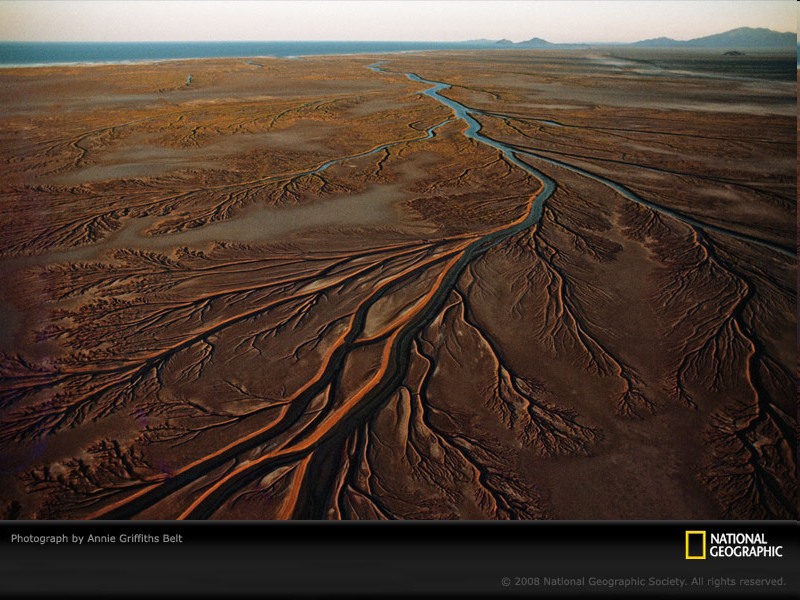 Photograph by Annie Griffiths Belt
NATIONAL
GEOGRAPHIC
© 2008 National Geographic Society. All rights reserved.